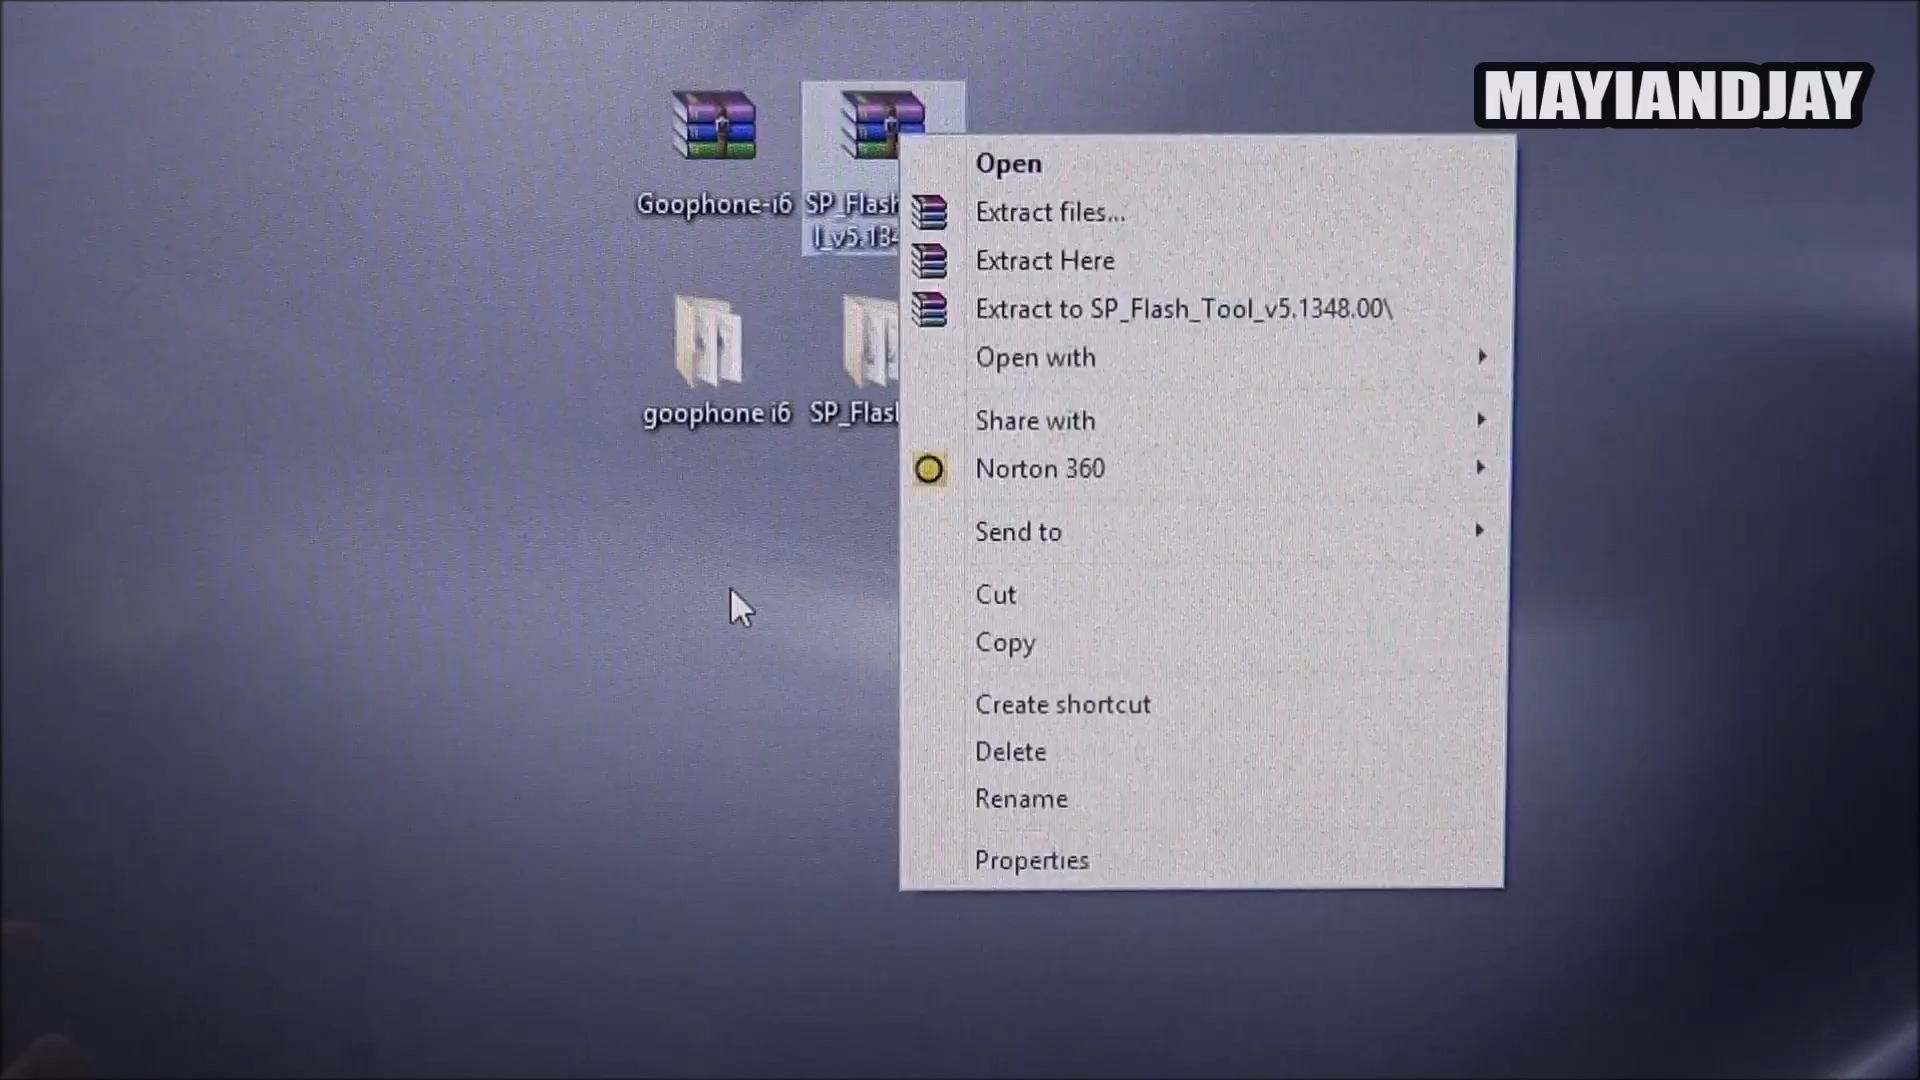 MAYIANDJAY
Goophone-i6
SP_Flash
l_v5.134
goophone i6
SP_Flas
Open
Extract files...
Extract Here
Extract to SP_Flash_Tool_v5.1348.00\
Open with
Share with
Norton 360
Send to
Cut
Copy
Create shortcut
Delete
Rename
Properties